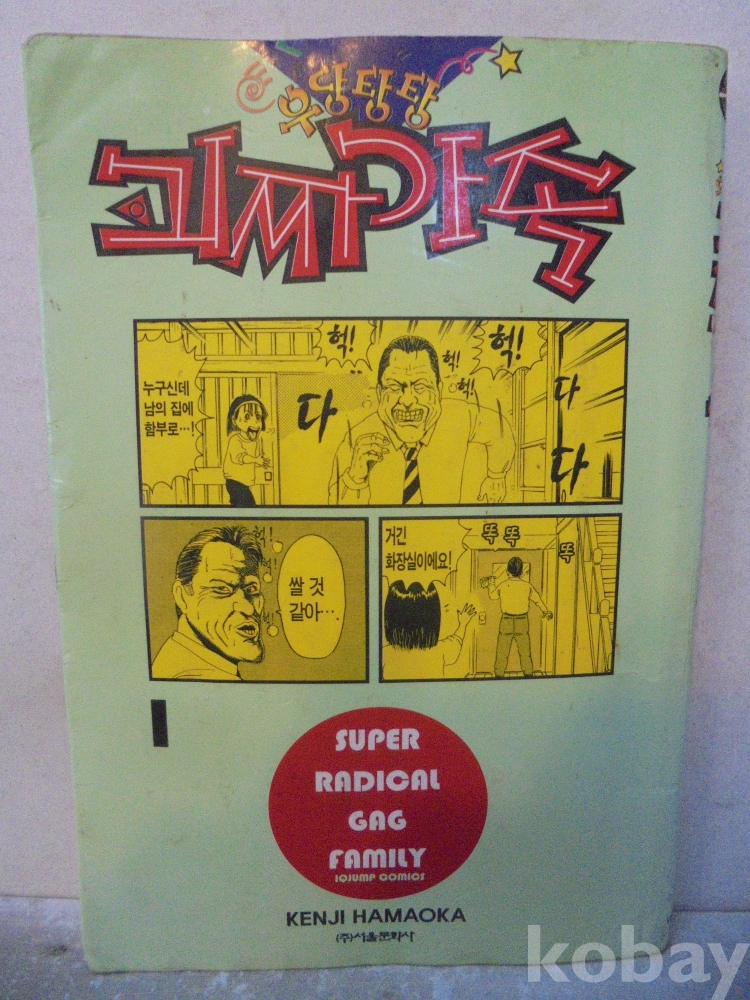 우당탕탕
괴짜가족
헉!
헉!
헉!
헉!
누구신데
남의 집에
함부로…!
다
다
다
헉!
헉!
쌀 것
같아….
거긴
화장실이에요!
똑 똑
똑
1
SUPER
RADICAL
GAG
FAMILY
IQJUMP COMICS
KENJI HAMAOKA
(주)서울문화사
kobay